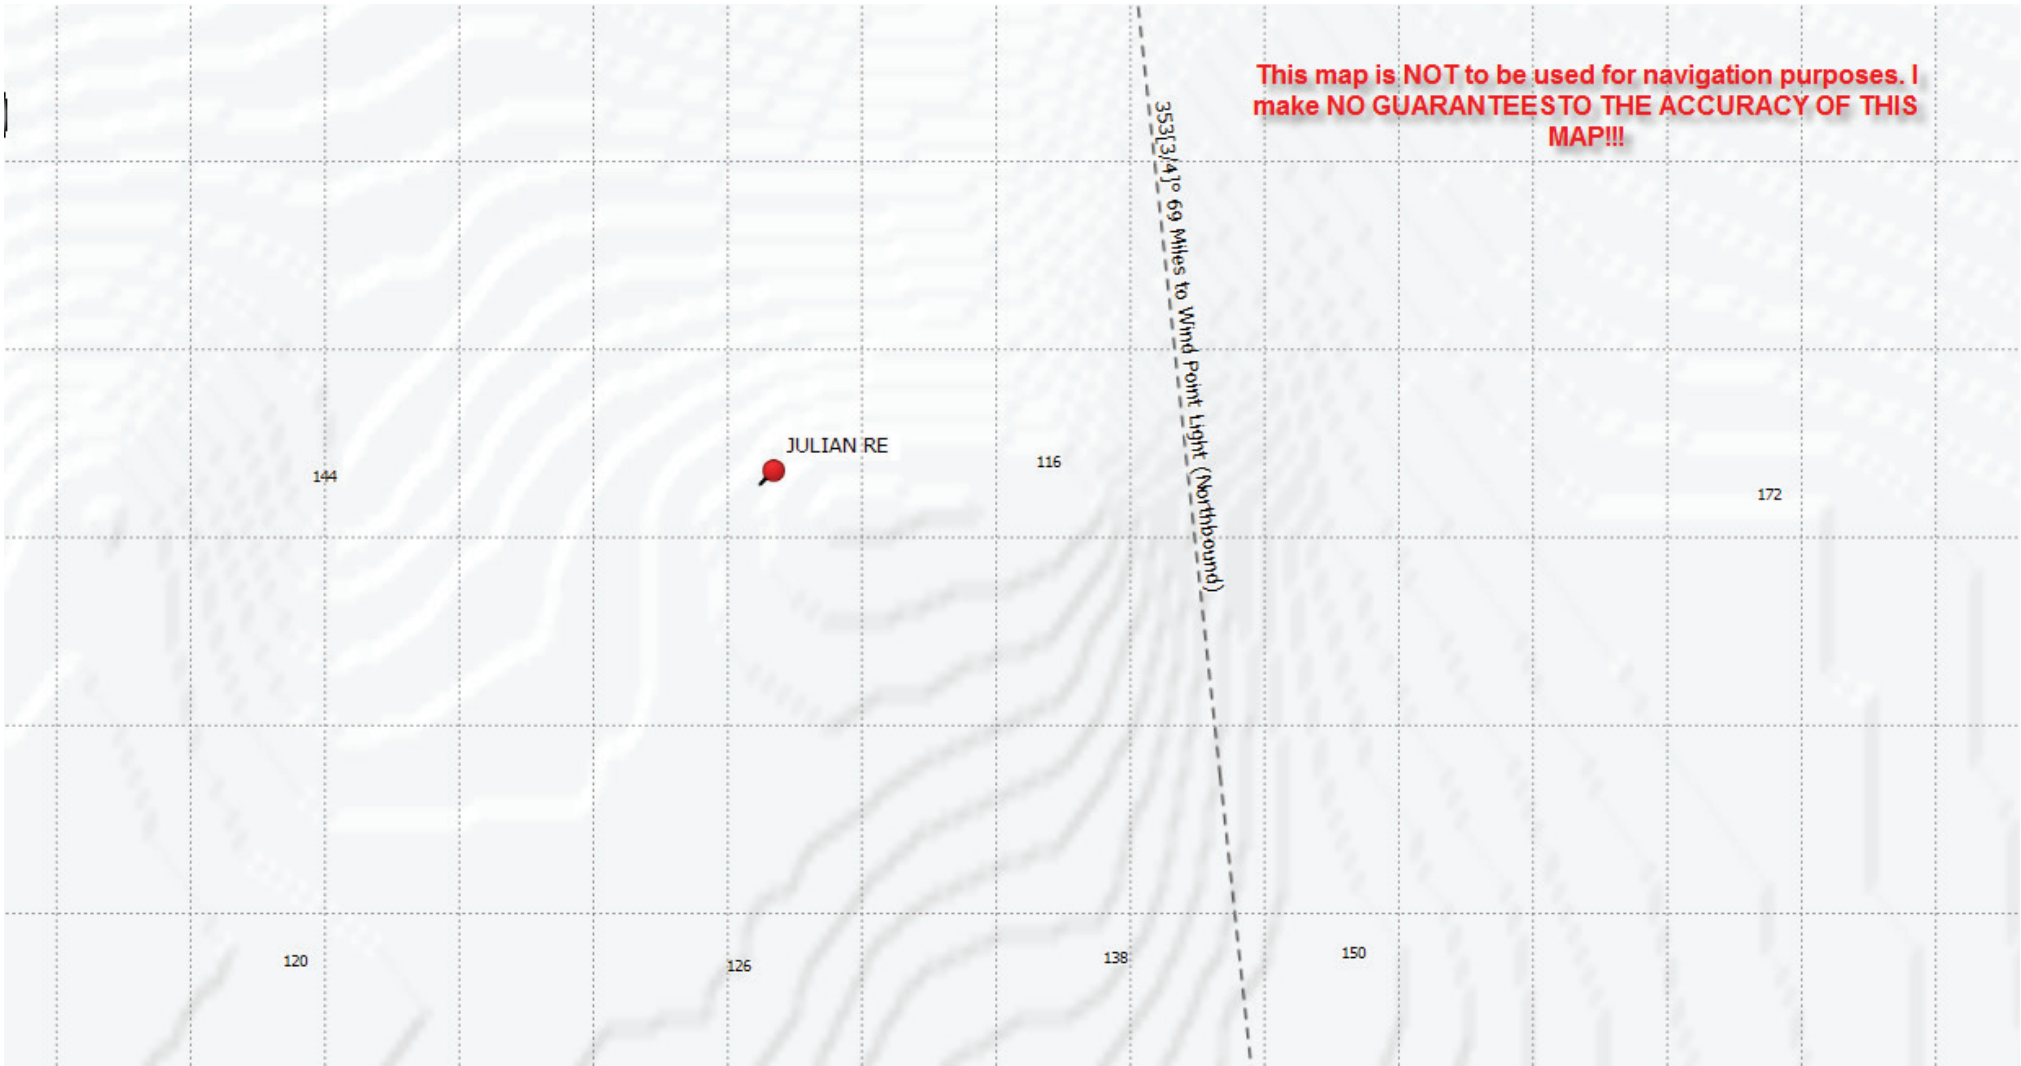 This map is NOT to be used for navigation purposes. I
make NO GUARANTEES TO THE ACCURACY OF THIS
MAP!!!
353[3/4]° 69 Miles to Wind Point Light (Northbound)
JULIAN RE
116
144
172
120
126
138
150